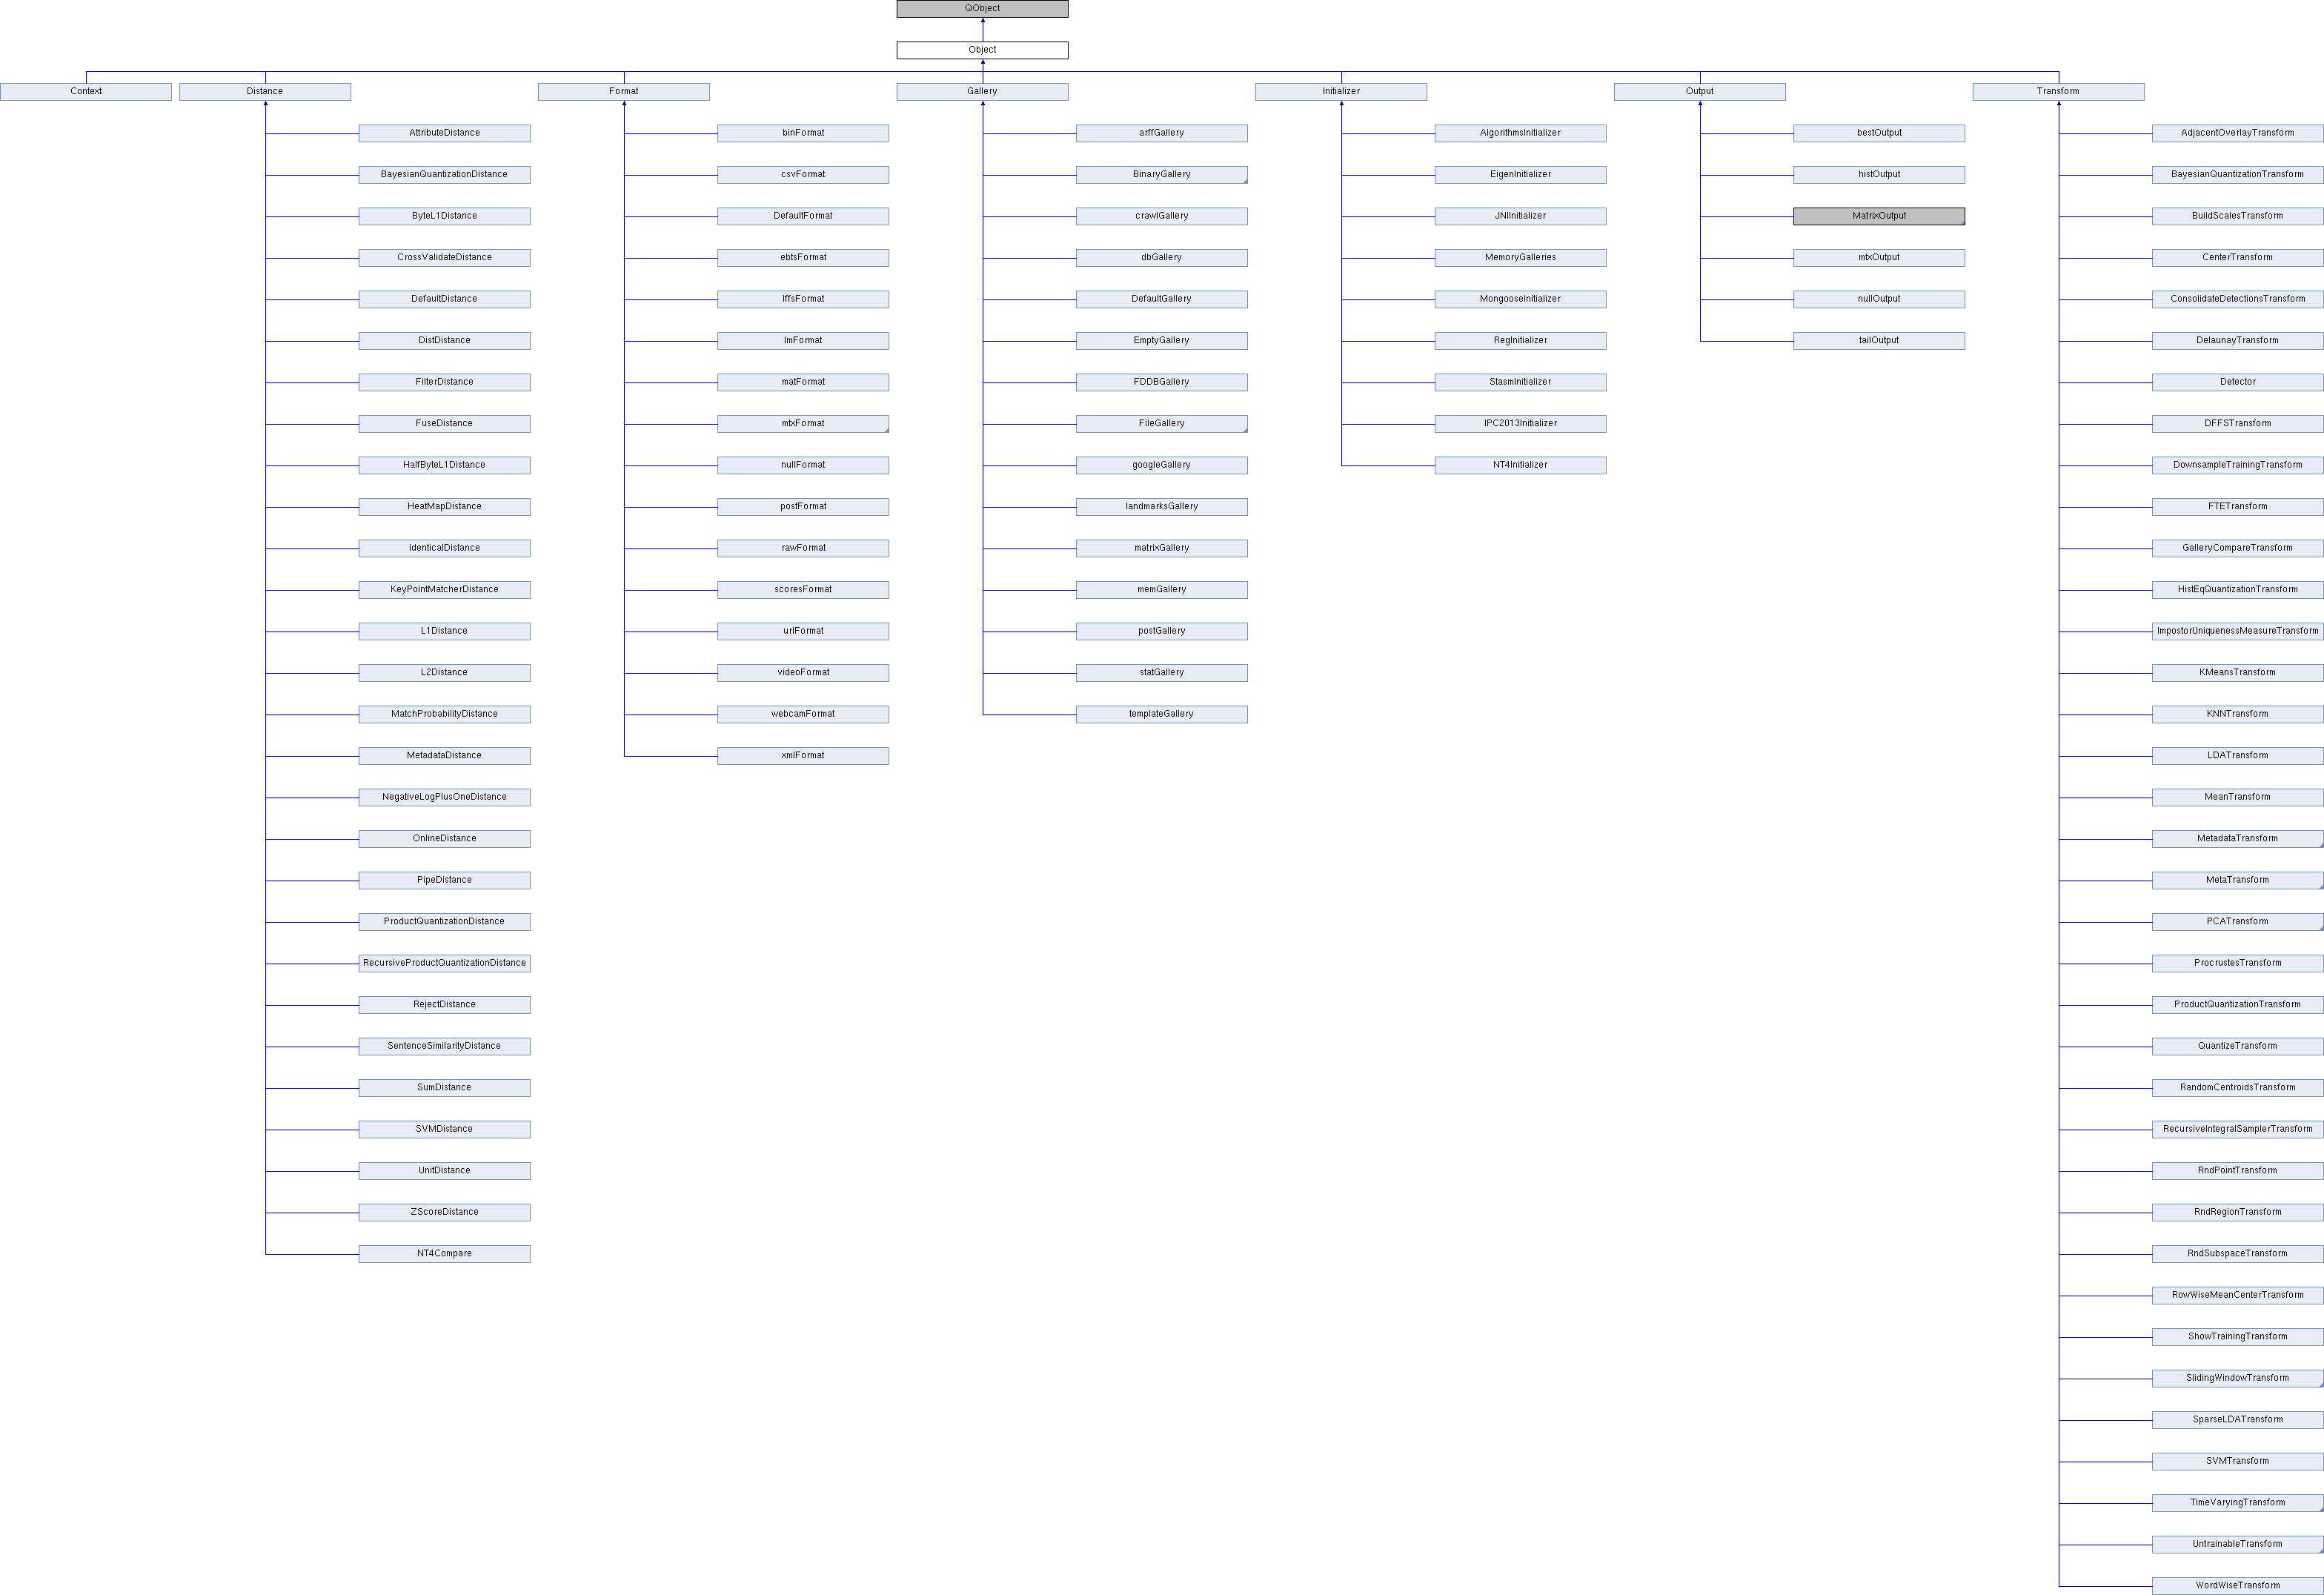 QObject
Object
Context
Distance
Format
Gallery
Initializer
Output
Transform
AttributeDistance
BayesianQuantizationDistance
ByteL1Distance
CrossValidateDistance
DefaultDistance
DistDistance
FilterDistance
FuseDistance
HalfByteL1Distance
HeatMapDistance
IdenticalDistance
KeyPointMatcherDistance
L1Distance
L2Distance
MatchProbabilityDistance
MetadataDistance
NegativeLogPlusOneDistance
OnlineDistance
PipeDistance
ProductQuantizationDistance
RecursiveProductQuantizationDistance
RejectDistance
SentenceSimilarityDistance
SumDistance
SVMDistance
UnitDistance
ZScoreDistance
NT4Compare
binFormat
csvFormat
DefaultFormat
ebtsFormat
lffsFormat
lmFormat
matFormat
mtxFormat
nullFormat
postFormat
rawFormat
scoresFormat
urlFormat
videoFormat
webcamFormat
xmlFormat
arffGallery
BinaryGallery
crawlGallery
dbGallery
DefaultGallery
EmptyGallery
FDDBGallery
FileGallery
googleGallery
landmarksGallery
matrixGallery
memGallery
postGallery
statGallery
templateGallery
AlgorithmsInitializer
EigenInitializer
JNIInitializer
MemoryGalleries
MongooseInitializer
RegInitializer
StasmInitializer
IPC2013Initializer
NT4Initializer
bestOutput
histOutput
MatrixOutput
mtxOutput
nullOutput
tailOutput
AdjacentOverlayTransform
BayesianQuantizationTransform
BuildScalesTransform
CenterTransform
ConsolidateDetectionsTransform
DelaunayTransform
Detector
DFFSTransform
DownsampleTrainingTransform
FTETransform
GalleryCompareTransform
HistEqQuantizationTransform
ImpostorUniquenessMeasureTransform
KMeansTransform
KNNTransform
LDATransform
MeanTransform
MetadataTransform
MetaTransform
PCATransform
ProcrustesTransform
ProductQuantizationTransform
QuantizeTransform
RandomCentroidsTransform
RecursiveIntegralSamplerTransform
RndPointTransform
RndRegionTransform
RndSubspaceTransform
RowWiseMeanCenterTransform
ShowTrainingTransform
SlidingWindowTransform
SparseLDATransform
SVMTransform
TimeVaryingTransform
UntrainableTransform
WordWiseTransform